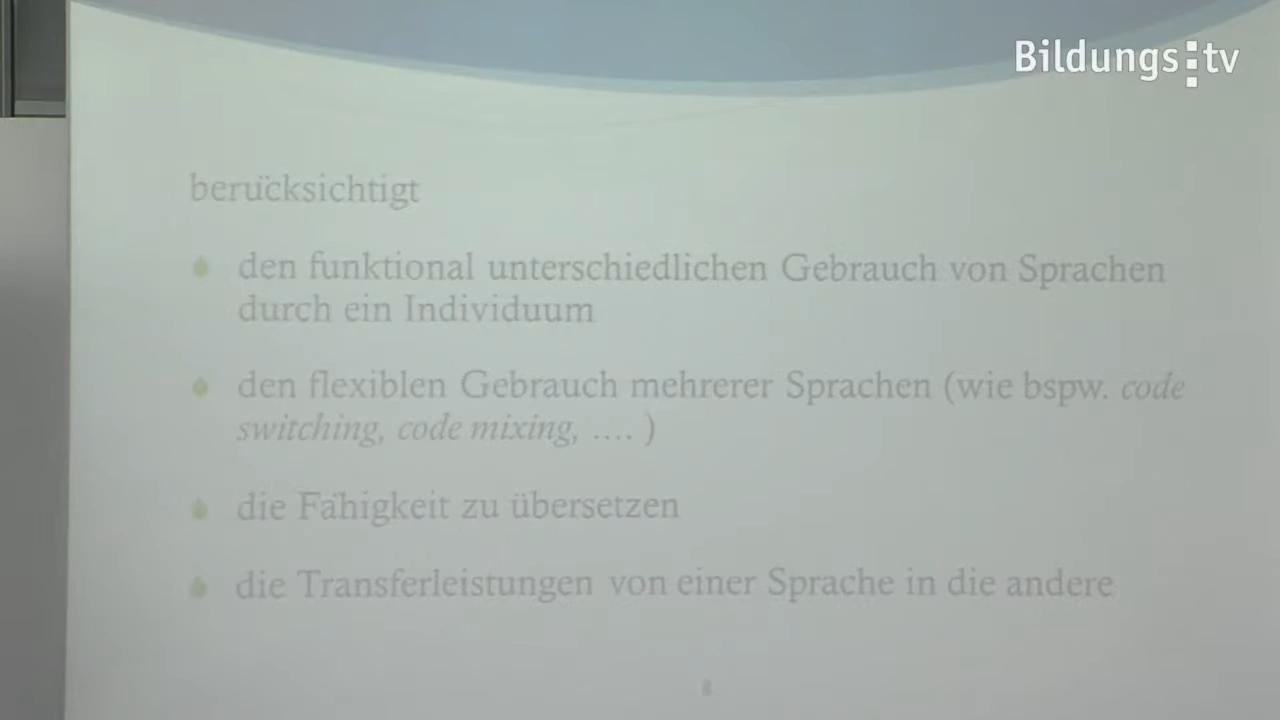 Bildungs:tv
berücksichtigt
den funktional unterschiedlichen Gebrauch von Sprachen
durch ein Individuum
den flexiblen Gebrauch mehrerer Sprachen (wie bspw. code
switching, code mixing, .... )
die Fähigkeit zu übersetzen
die Transferleistungen von einer Sprache in die andere